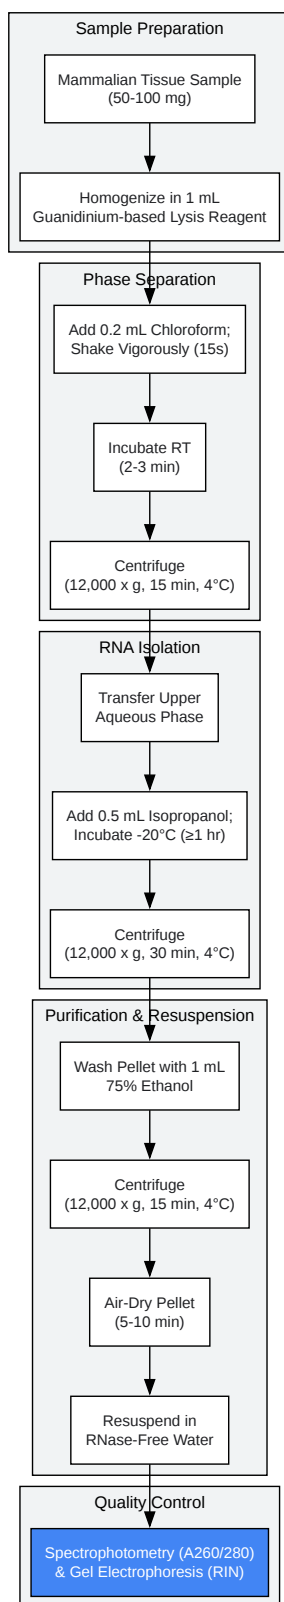 Sample Preparation
Mammalian Tissue Sample
(50-100 mg)
Homogenize in 1 mL
Guanidinium-based Lysis Reagent
Phase Separation
Add 0.2 mL Chloroform;
Shake Vigorously (15s)
Incubate RT
(2-3 min)
Centrifuge
(12,000 x g, 15 min, 4°C)
RNA Isolation
Transfer Upper
Aqueous Phase
Add 0.5 mL Isopropanol;
Incubate -20°C (≥1 hr)
Centrifuge
(12,000 x g, 30 min, 4°C)
Purification & Resuspension
Wash Pellet with 1 mL
75% Ethanol
Centrifuge
(12,000 x g, 15 min, 4°C)
Air-Dry Pellet
(5-10 min)
Resuspend in
RNase-Free Water
Quality Control
Spectrophotometry (A260/280)
& Gel Electrophoresis (RIN)